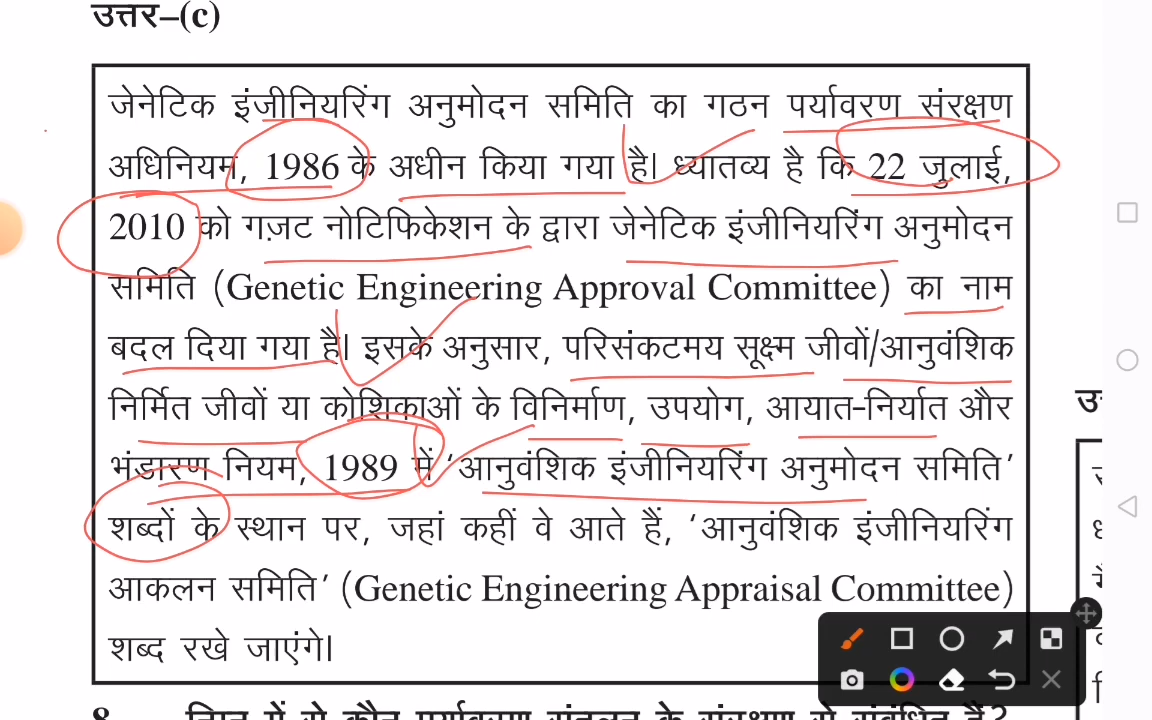 उत्तर–(c)
जेनेटिक इंजीनियरिंग अनुमोदन समिति का गठन पर्यावरण संरक्षण
अधिनियम, 1986 के अधीन किया गया है। ध्यातव्य है कि 22 जुलाई,
2010 को गज़ट नोटिफिकेशन के द्वारा जेनेटिक इंजीनियरिंग अनुमोदन
समिति (Genetic Engineering Approval Committee) का नाम
बदल दिया गया है। इसके अनुसार, परिसंकटमय सूक्ष्म जीवों/आनुवंशिक
निर्मित जीवों या कोशिकाओं के विनिर्माण, उपयोग, आयात-निर्यात और
भंडारण नियम, 1989 में ‘आनुवंशिक इंजीनियरिंग अनुमोदन समिति’
शब्दों के स्थान पर, जहां कहीं वे आते हैं, ‘आनुवंशिक इंजीनियरिंग
आकलन समिति’ (Genetic Engineering Appraisal Committee)
शब्द रखे जाएंगे।